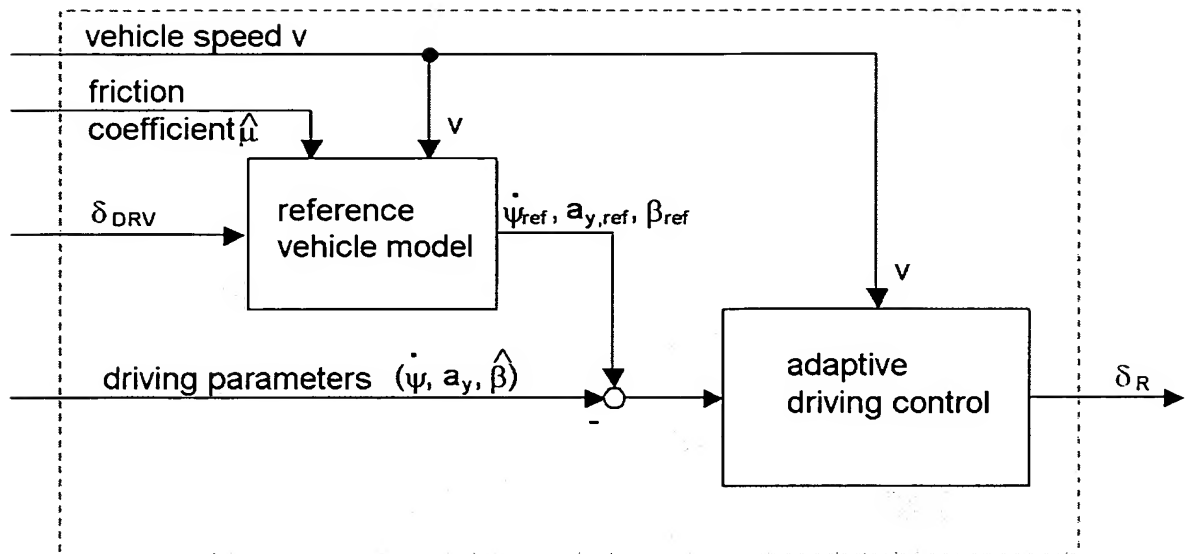 vehicle speed v
friction
coefficient μ̂
v
δ DRV
reference
vehicle model
ψ̇ref, ay,ref, βref
v
driving parameters (ψ̇, ay, β̂)
-
adaptive
driving control
δR